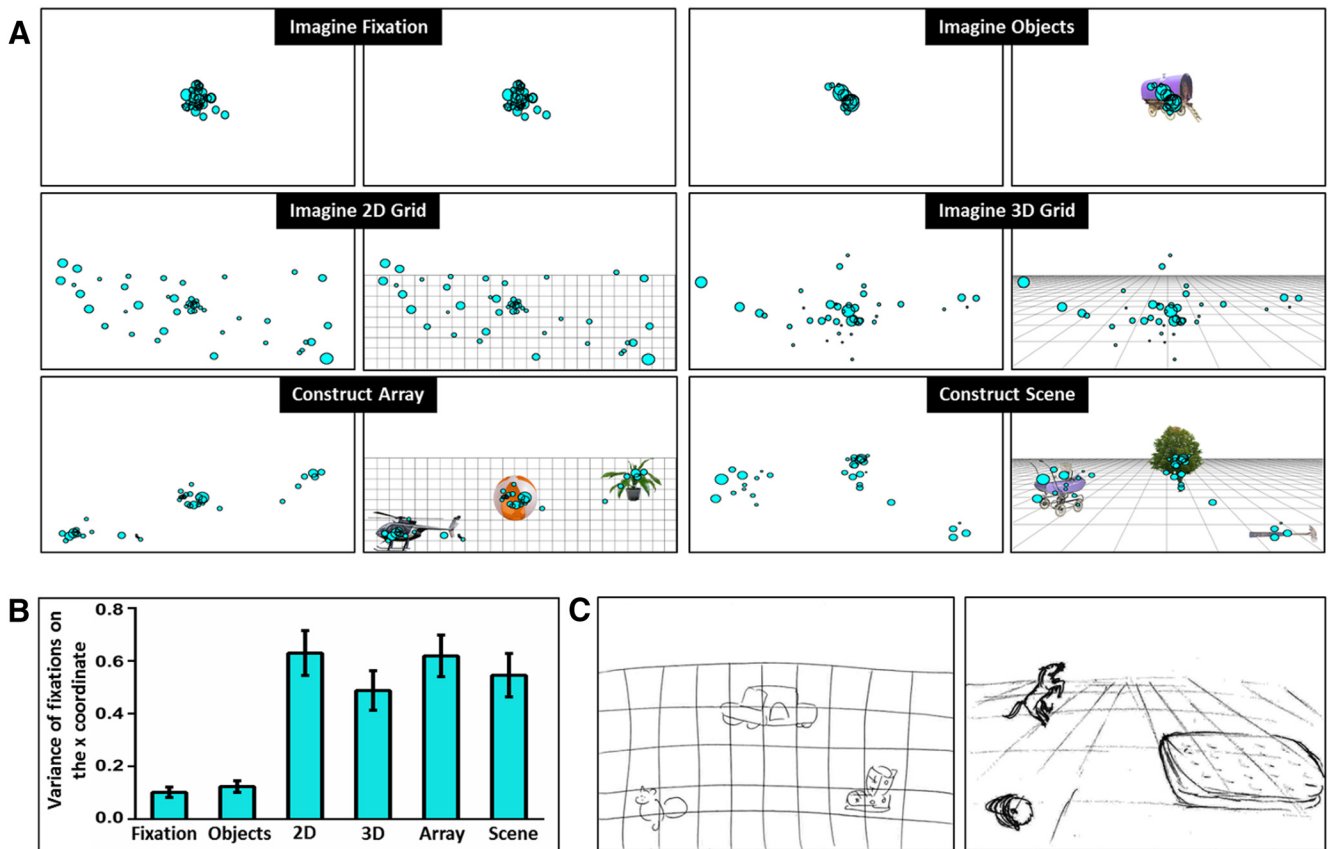 A
Imagine Fixation
Imagine Objects
Imagine 2D Grid
Imagine 3D Grid
Construct Array
Construct Scene
B
Variance of fixations on
the x coordinate
0.8
0.6
0.4
0.2
0.0
Fixation Objects 2D 3D Array Scene
C